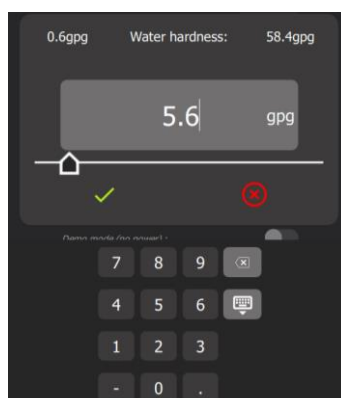 0.6gpg Water hardness: 58.4gpg
5.6 gpg
Demo mode (no power) :
7 8 9
4 5 6
1 2 3
- 0 .